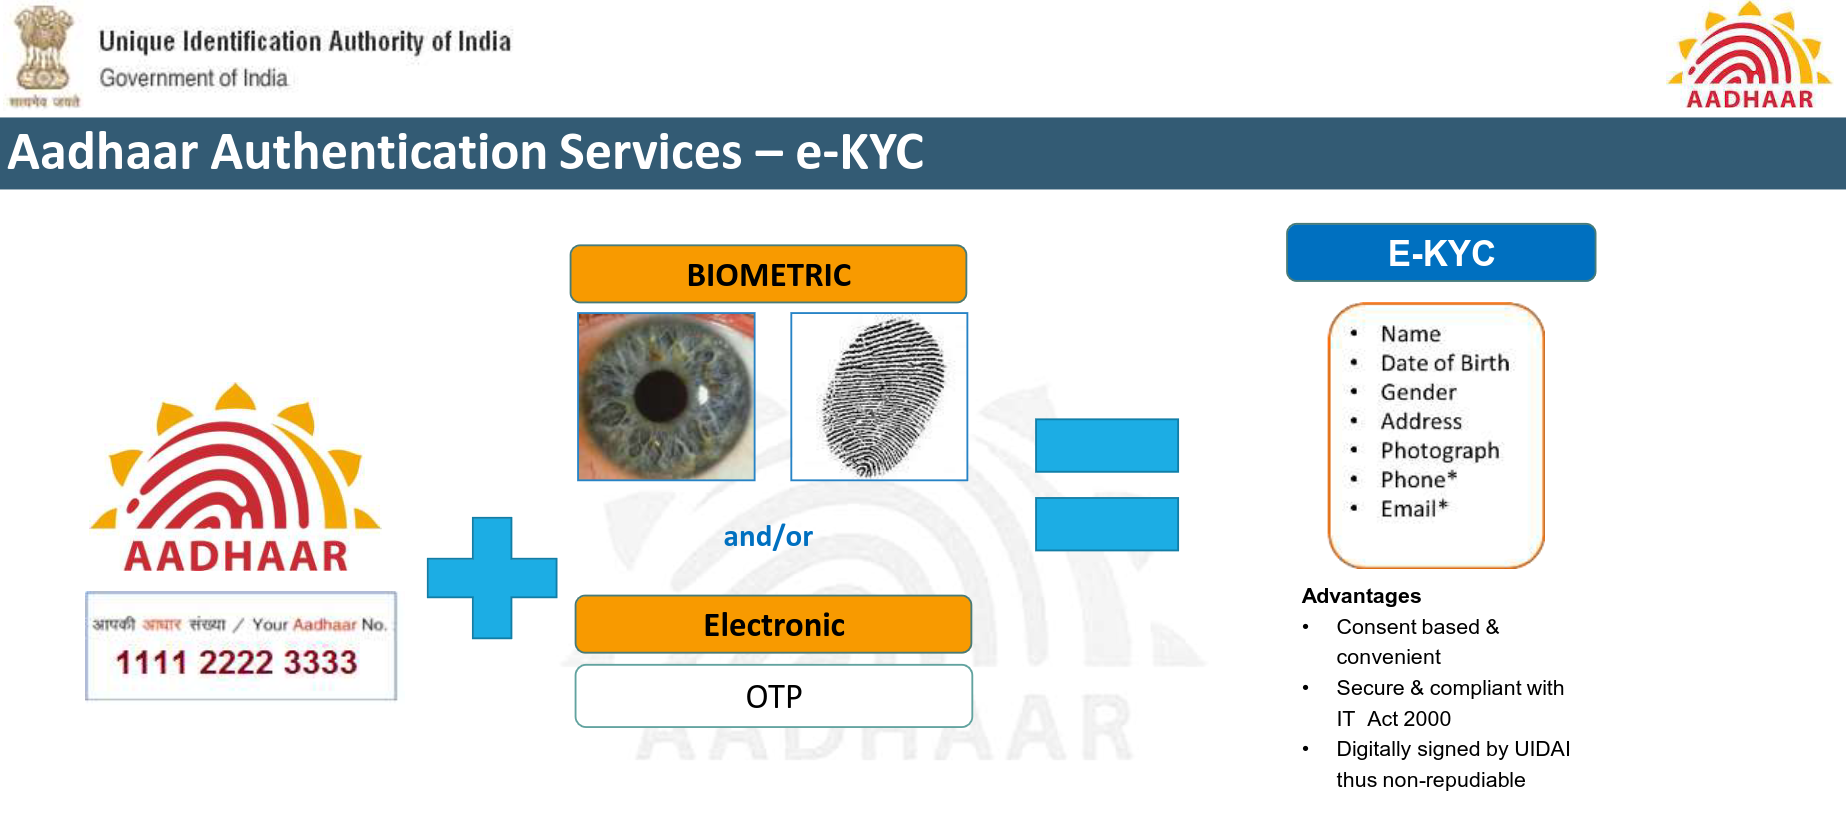 Unique Identification Authority of India
Government of India
सत्यमेव जयते
AADHAAR
Aadhaar Authentication Services – e-KYC
AADHAAR
आपकी आधार संख्या / Your Aadhaar No.
1111 2222 3333
BIOMETRIC
and/or
Electronic
OTP
AADHAAR
E-KYC
• Name
• Date of Birth
• Gender
• Address
• Photograph
• Phone*
• Email*
Advantages
• Consent based &
convenient
• Secure & compliant with
IT Act 2000
• Digitally signed by UIDAI
thus non-repudiable